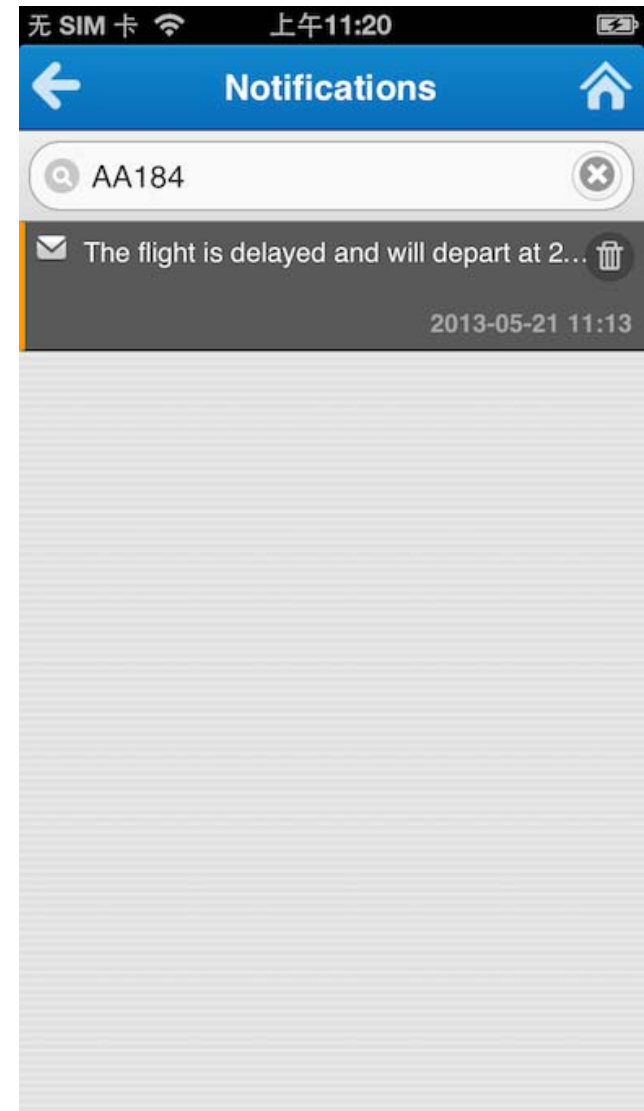 无 SIM 卡 上午11:20
Notifications
AA184
The flight is delayed and will depart at 2...
2013-05-21 11:13